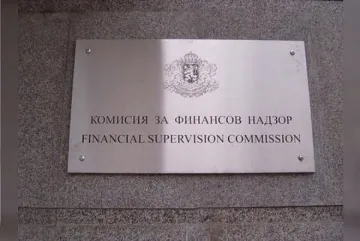 КОМИСИЯ ЗА ФИНАНСОВ НАДЗОР
FINANCIAL SUPERVISION COMMISSION